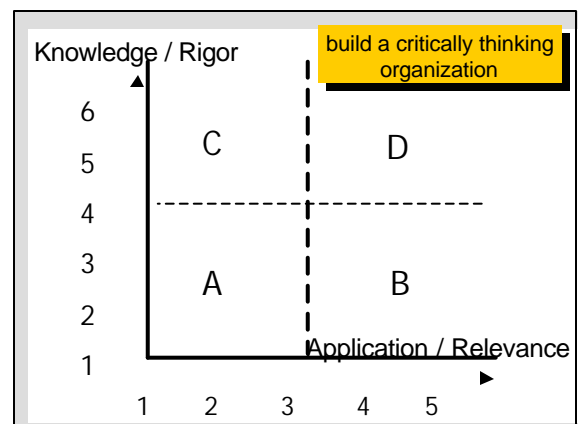 build a critically thinking
organization
Knowledge / Rigor
6
C
D
5
4
3
A
B
2
Application / Relevance
1
1 2 3 4 5